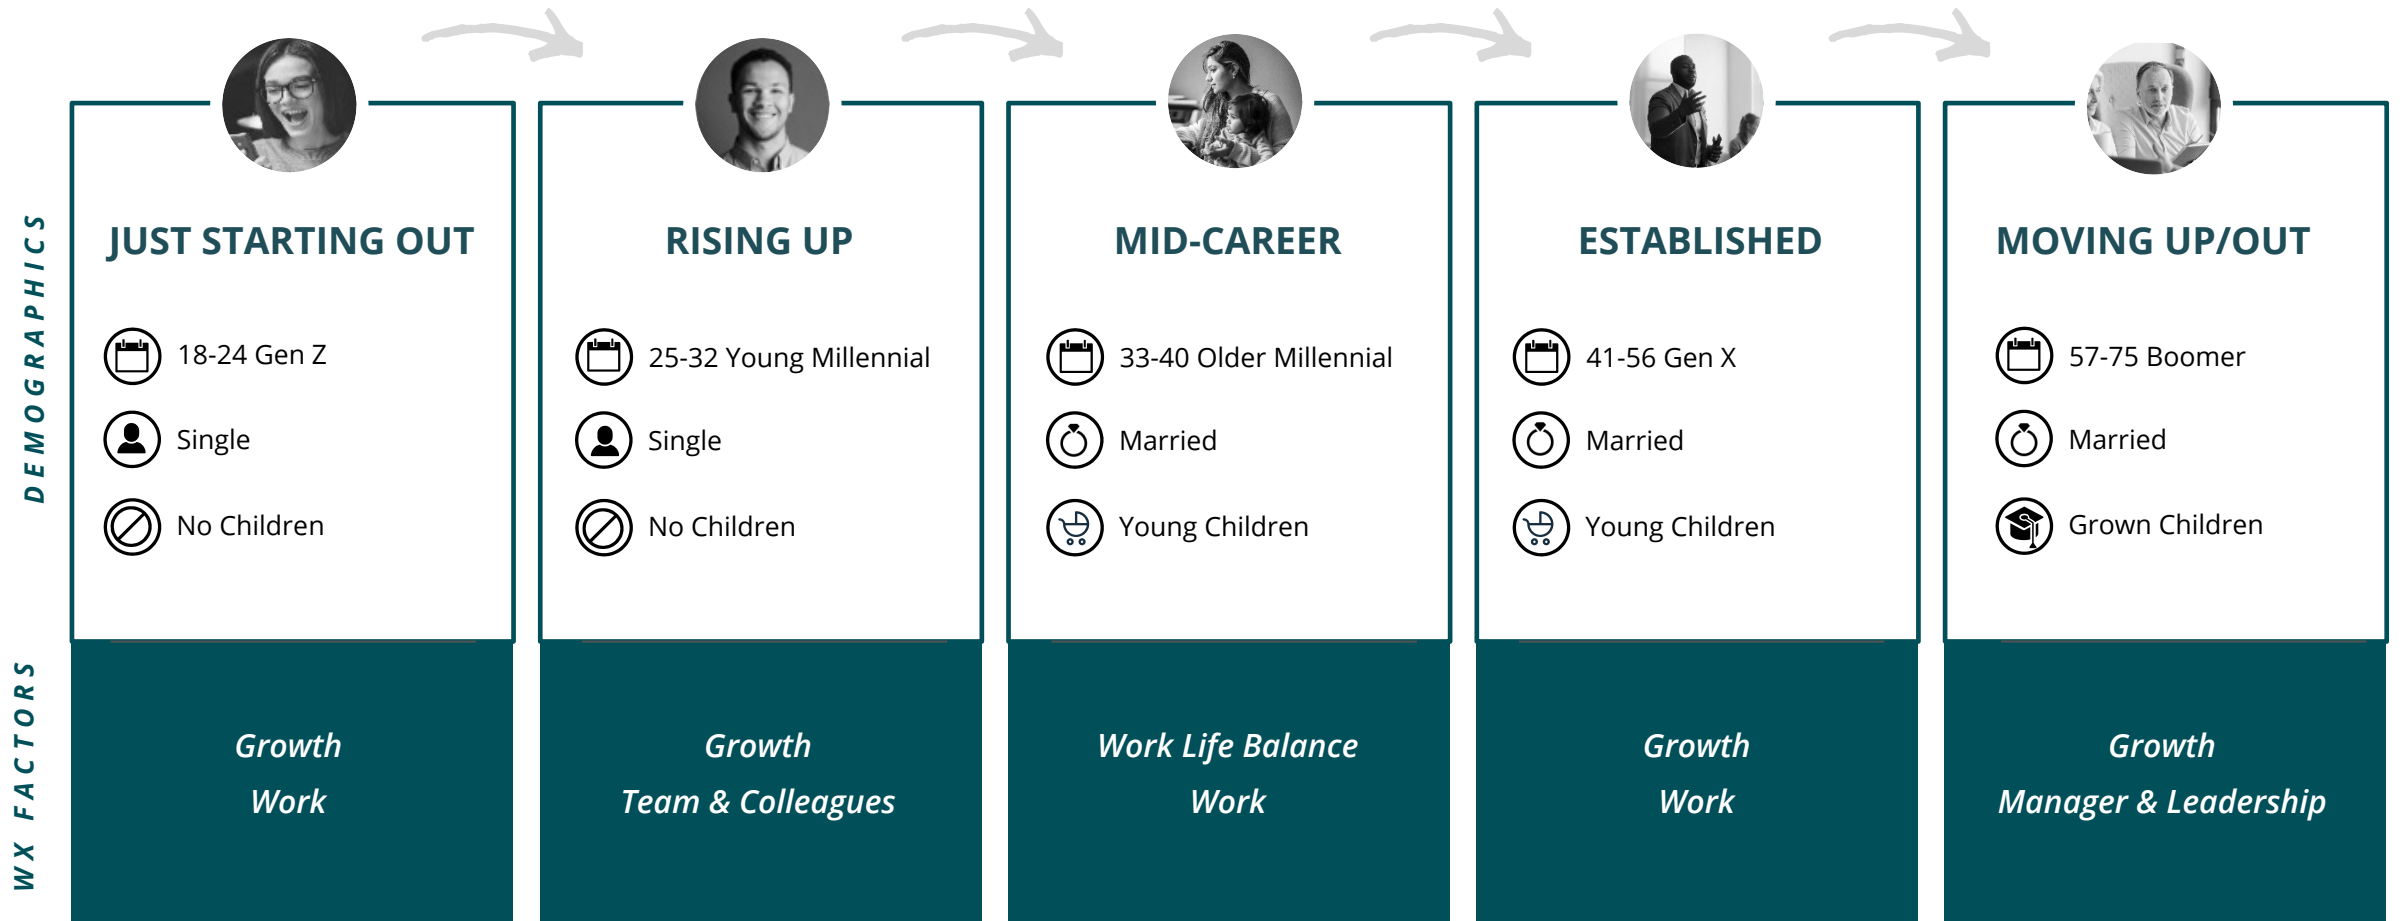 DEMOGRAPHICS
JUST STARTING OUT
18-24 Gen Z
Single
No Children
RISING UP
25-32 Young Millennial
Single
No Children
MID-CAREER
33-40 Older Millennial
Married
Young Children
ESTABLISHED
41-56 Gen X
Married
Young Children
MOVING UP/OUT
57-75 Boomer
Married
Grown Children
WX FACTORS
Growth
Work
Growth
Team & Colleagues
Work Life Balance
Work
Growth
Work
Growth
Manager & Leadership